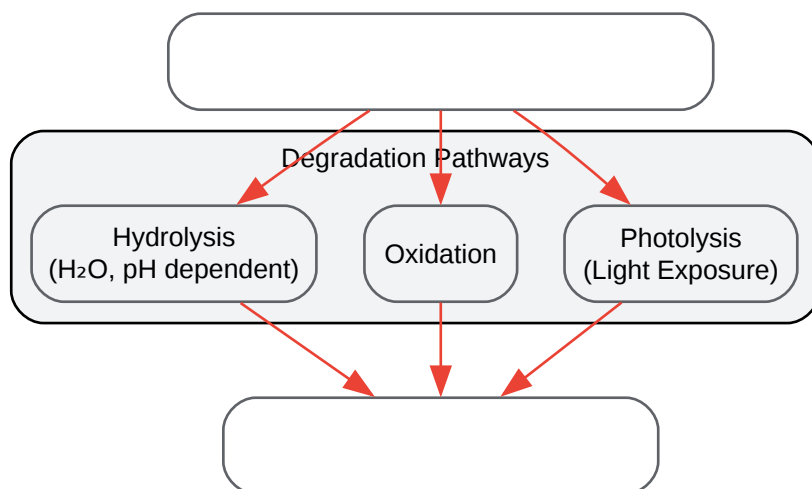 Degradation Pathways
Hydrolysis
(H₂O, pH dependent)
Oxidation
Photolysis
(Light Exposure)